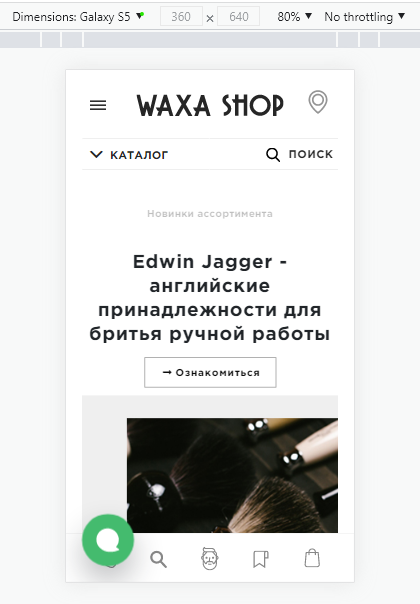 Dimensions: Galaxy S5 ▼ 360 × 640 80% ▼ No throttling ▼
WAXA SHOP
КАТАЛОГ ПОИСК
Новинки ассортимента
Edwin Jagger -
английские
принадлежности для
бритья ручной работы
→ Ознакомиться